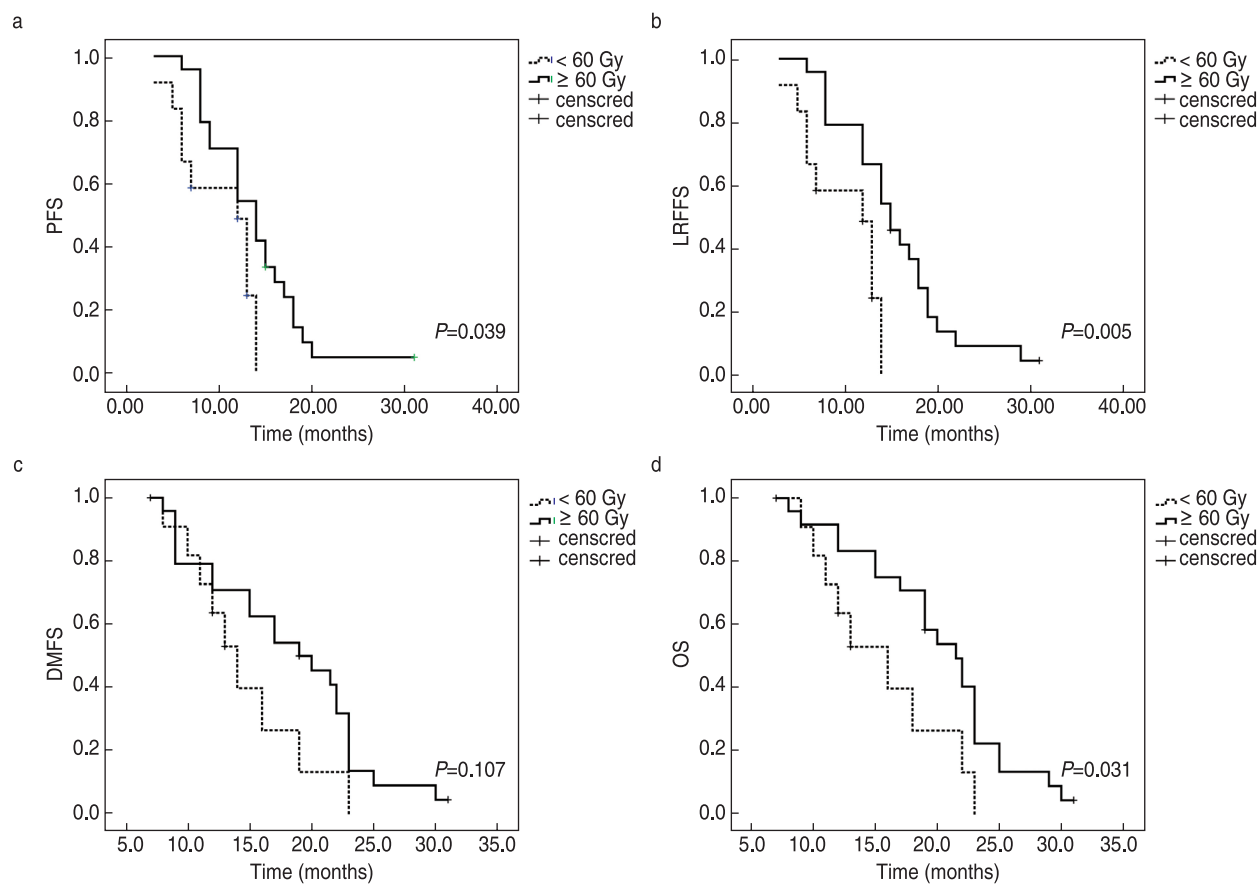 a
1.0
0.8
0.6
0.4
0.2
0.0
PFS
0.00 10.00 20.00 30.00 40.00
Time (months)
P=0.039
< 60 Gy
≥ 60 Gy
censcred
censcred
b
1.0
0.8
0.6
0.4
0.2
0.0
LRFFS
0.00 10.00 20.00 30.00 40.00
Time (months)
P=0.005
< 60 Gy
≥ 60 Gy
censcred
censcred
c
1.0
0.8
0.6
0.4
0.2
0.0
DMFS
5.0 10.0 15.0 20.0 25.0 30.0 35.0
Time (months)
P=0.107
< 60 Gy
≥ 60 Gy
censcred
censcred
d
1.0
0.8
0.6
0.4
0.2
0.0
OS
5.0 10.0 15.0 20.0 25.0 30.0 35.0
Time (months)
P=0.031
< 60 Gy
≥ 60 Gy
censcred
censcred